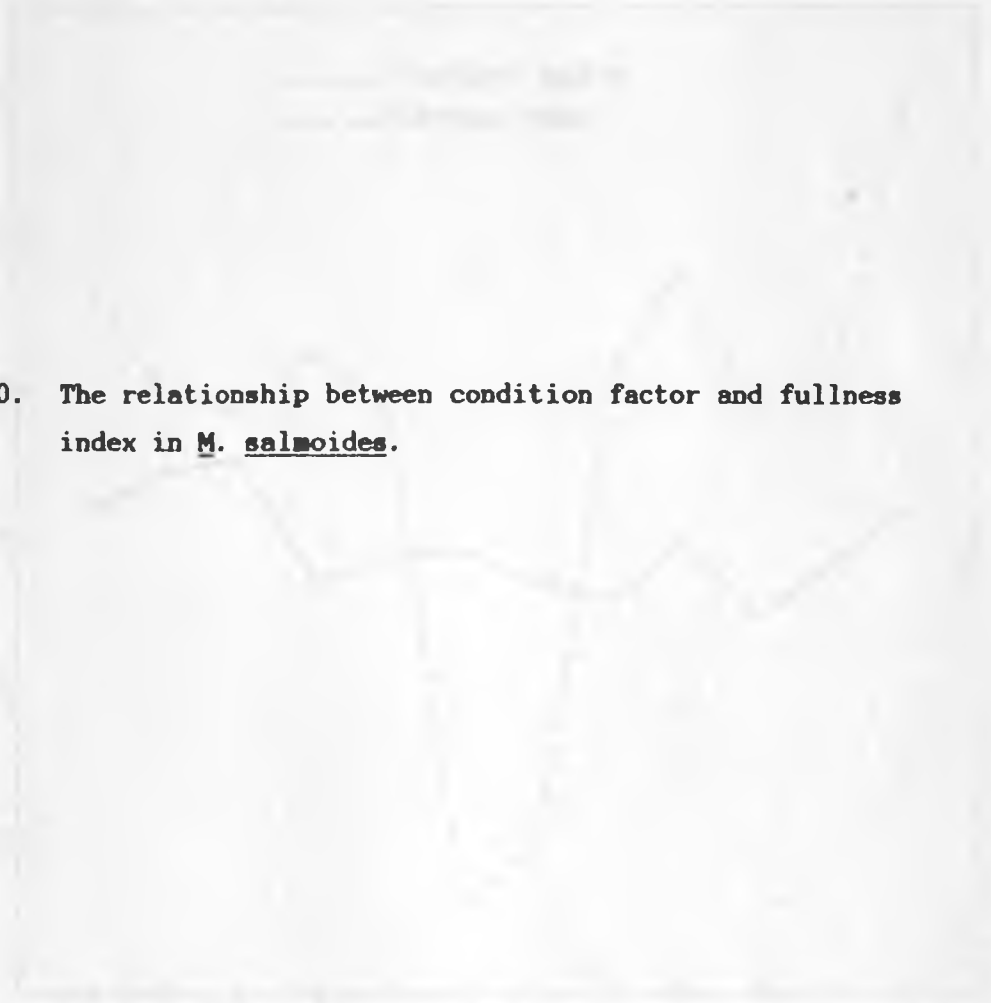 0. The relationship between condition factor and fullness
index in M. salmoides.